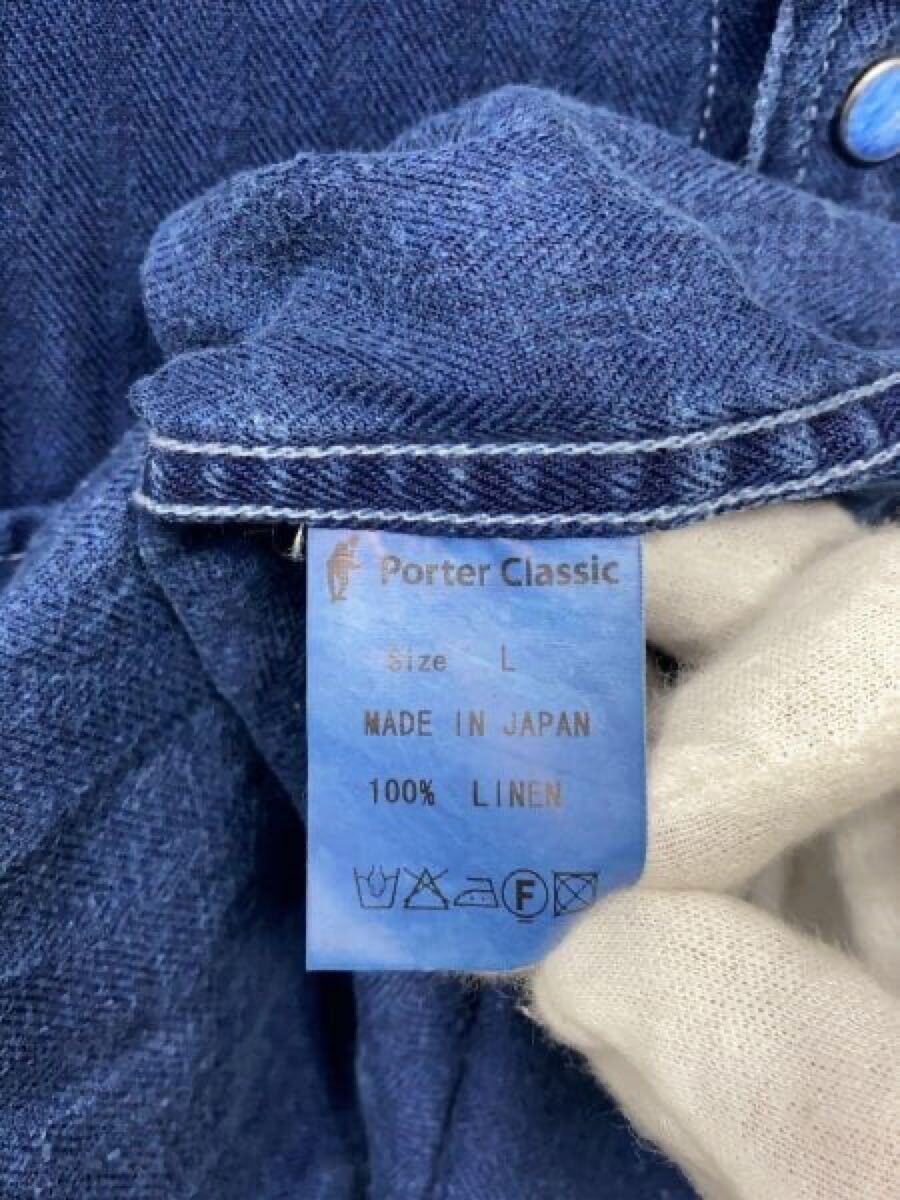 Porter Classic
Size L
MADE IN JAPAN
100% LINEN
F